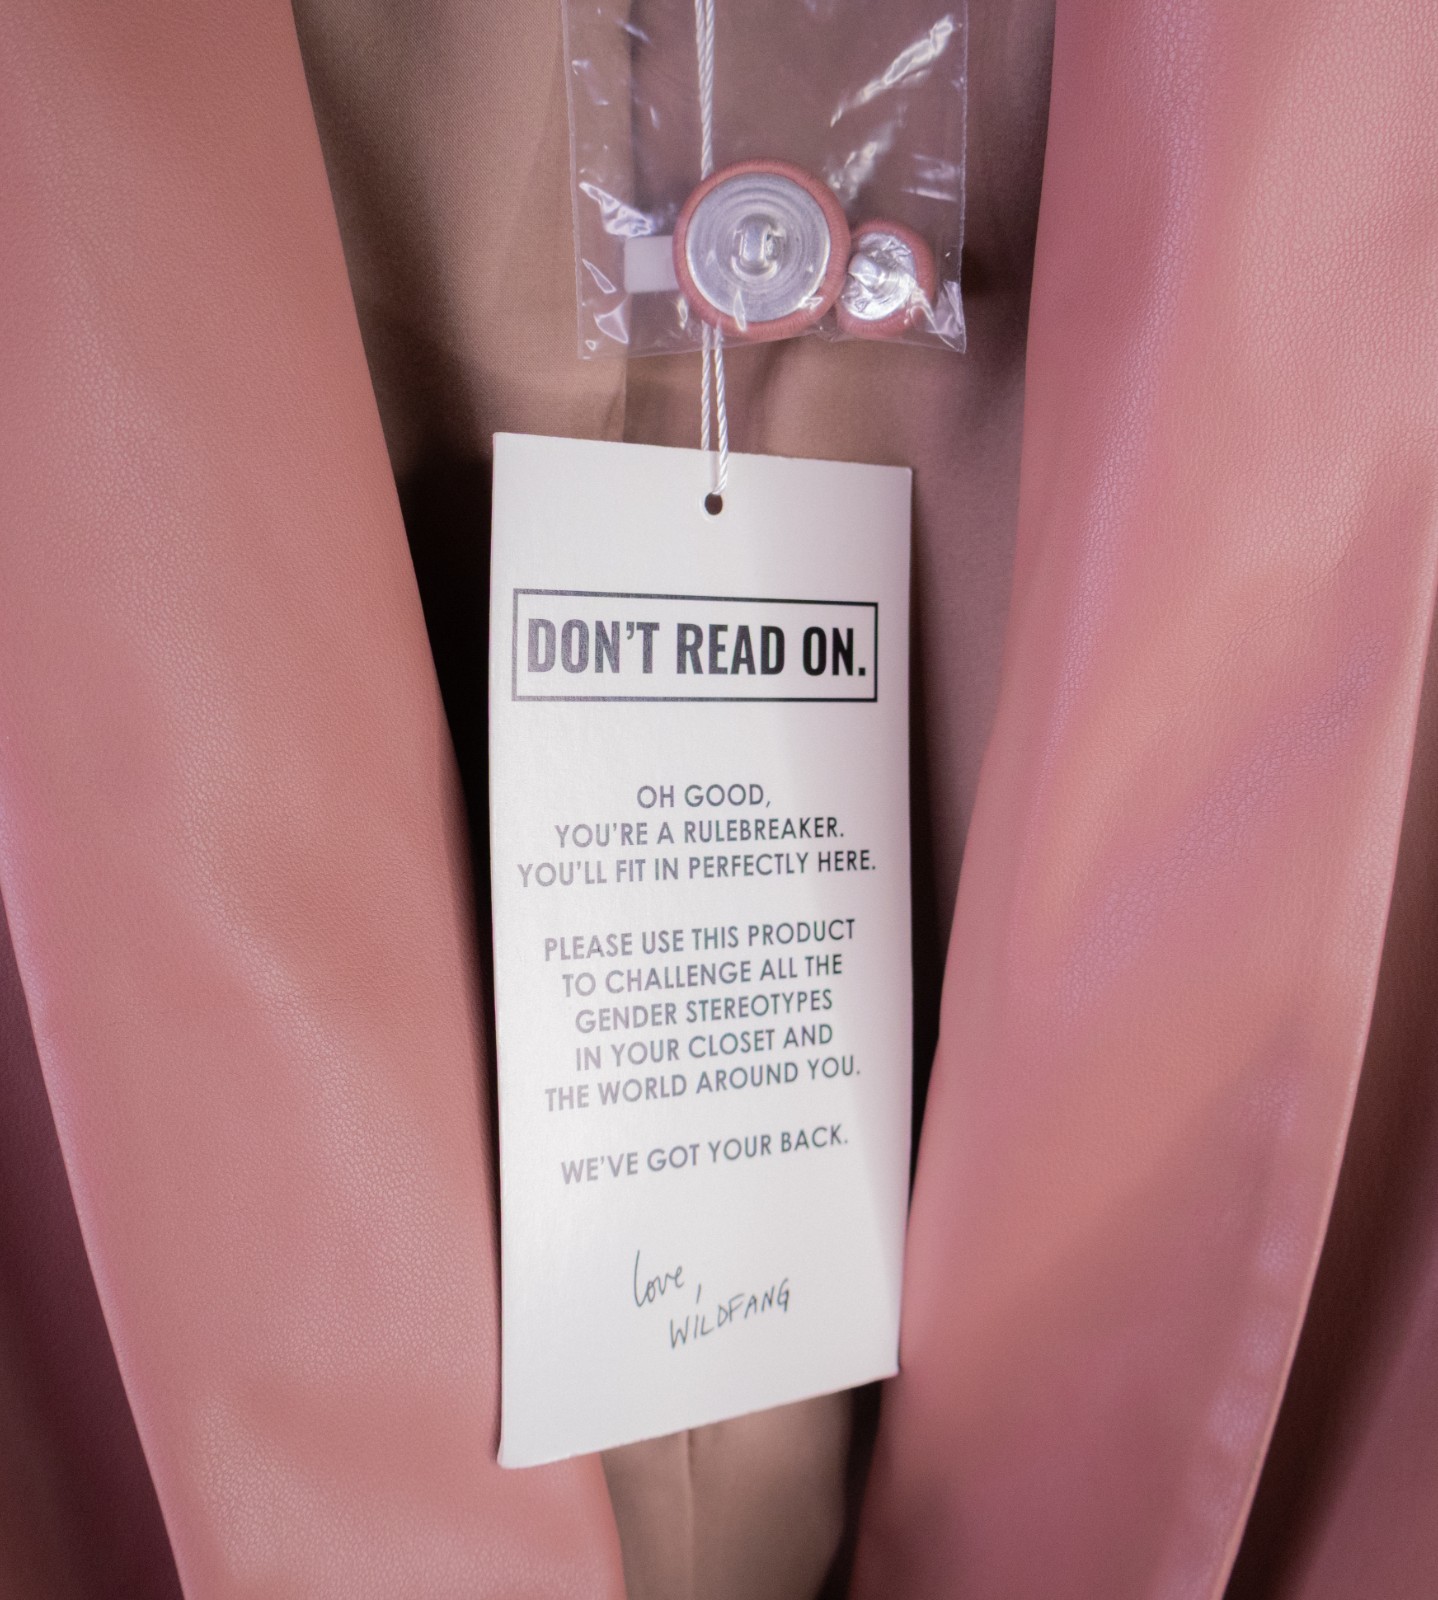 DON'T READ ON.
OH GOOD,
YOU'RE A RULEBREAKER.
YOU'LL FIT IN PERFECTLY HERE.
PLEASE USE THIS PRODUCT
TO CHALLENGE ALL THE
GENDER STEREOTYPES
IN YOUR CLOSET AND
THE WORLD AROUND YOU.
WE'VE GOT YOUR BACK.
love,
WILDFANG